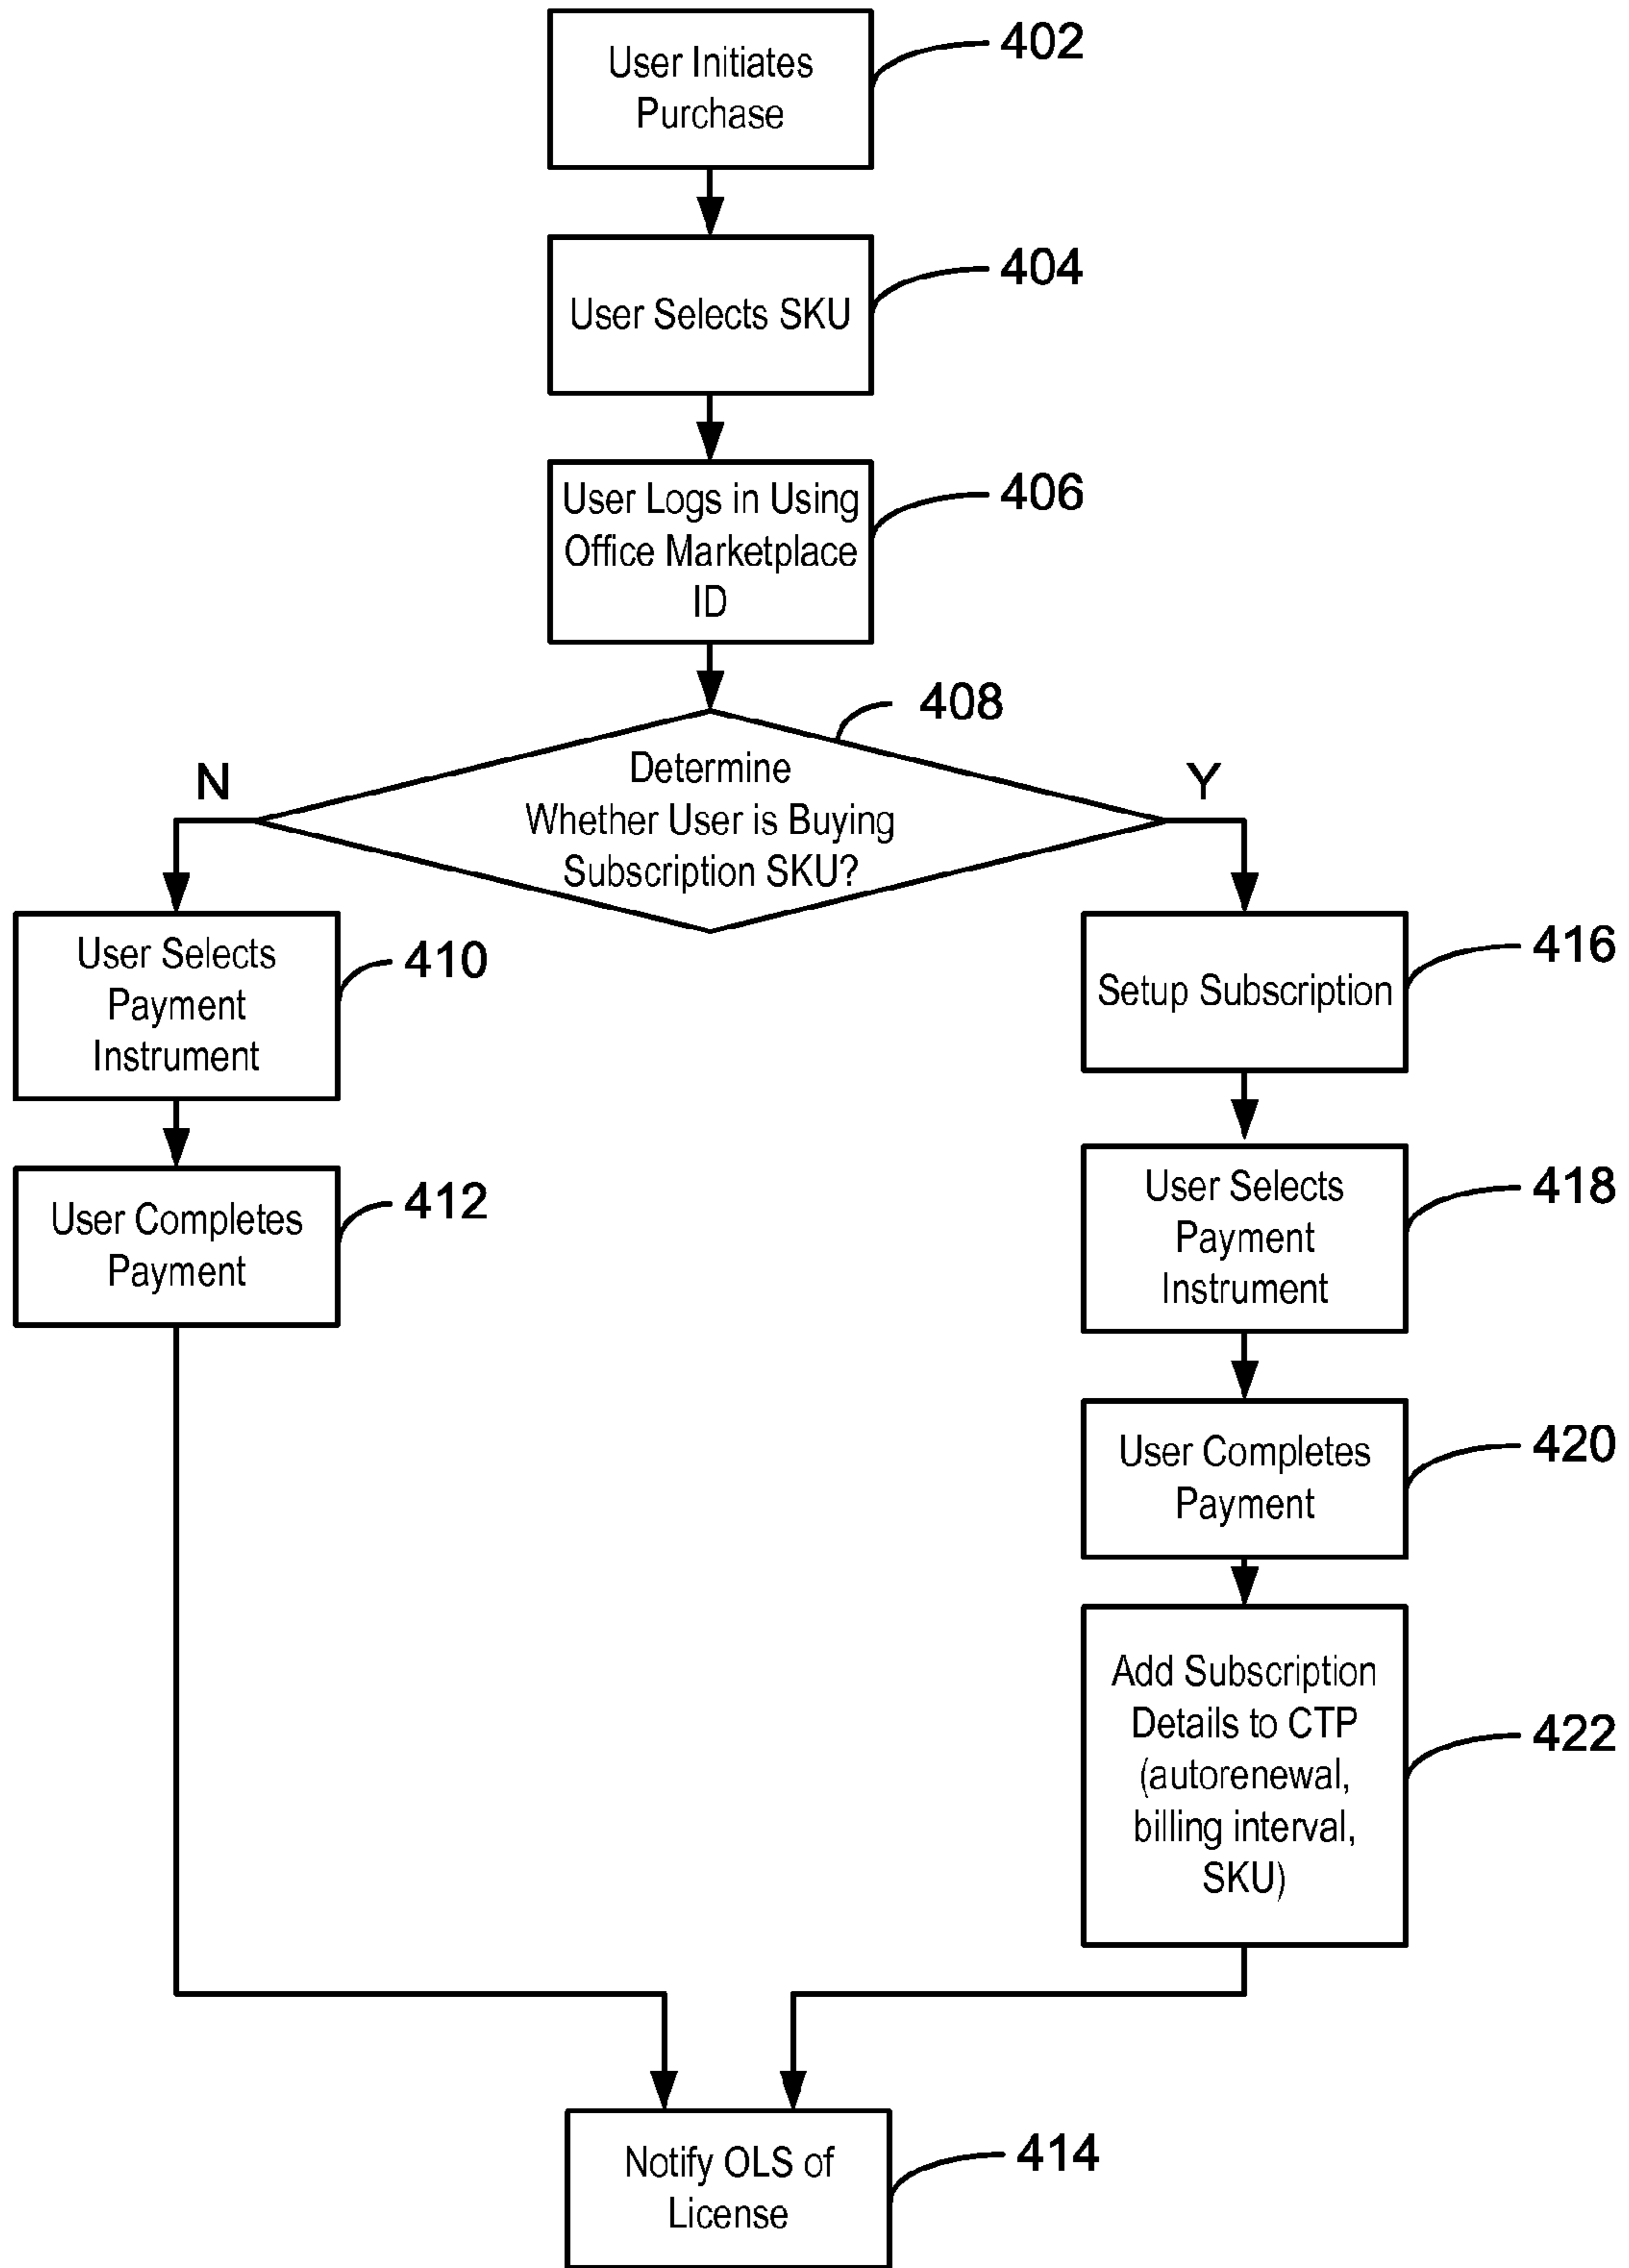 User Initiates
Purchase
402
User Selects SKU
404
User Logs in Using
Office Marketplace
ID
406
408
Determine
Whether User is Buying
Subscription SKU?
N
Y
User Selects
Payment
Instrument
410
User Completes
Payment
412
Setup Subscription
416
User Selects
Payment
Instrument
418
User Completes
Payment
420
Add Subscription
Details to CTP
(autorenewal,
billing interval,
SKU)
422
Notify OLS of
License
414